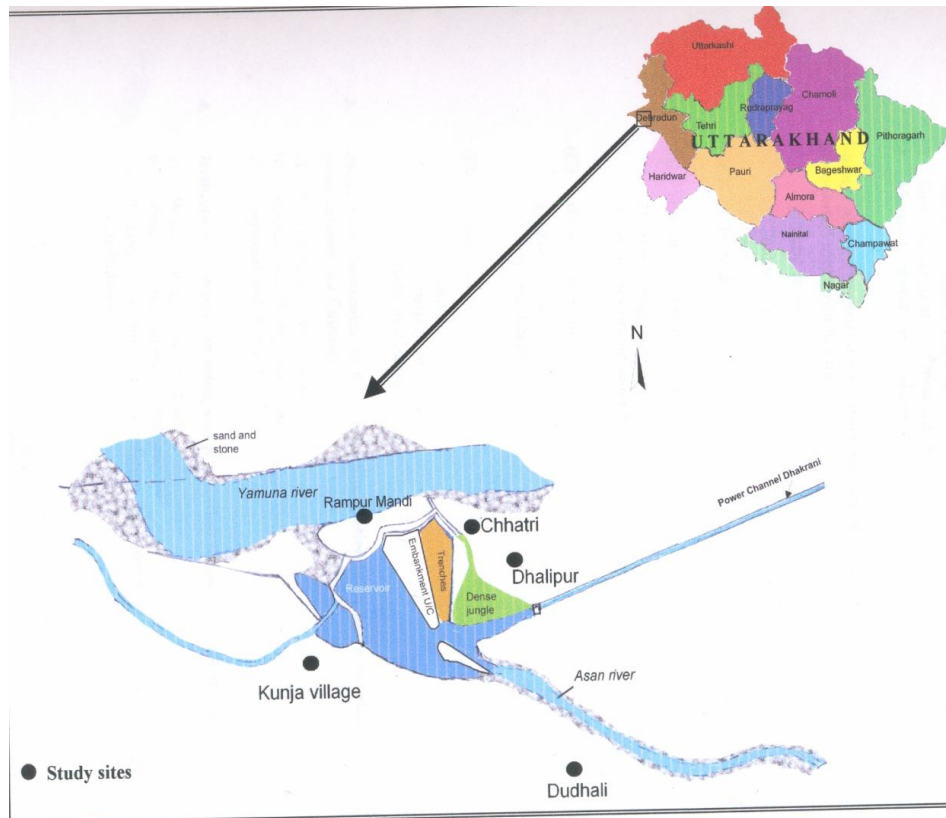 Uttarkashi
Chamoli
Rudraprayag
Dehradun
Tehri
UTTARAKHAND
Pithoragarh
Haridwar
Pauri
Bageshwar
Almora
Nainital
Champawat
Nagar
N
sand and
stone
Yamuna river
Rampur Mandi
Power Channel Dhakrani
Chhatri
Embankment U/C
Trenches
Dhalipur
Reservoir
Dense
jungle
Kunja village
Asan river
Study sites
Dudhali